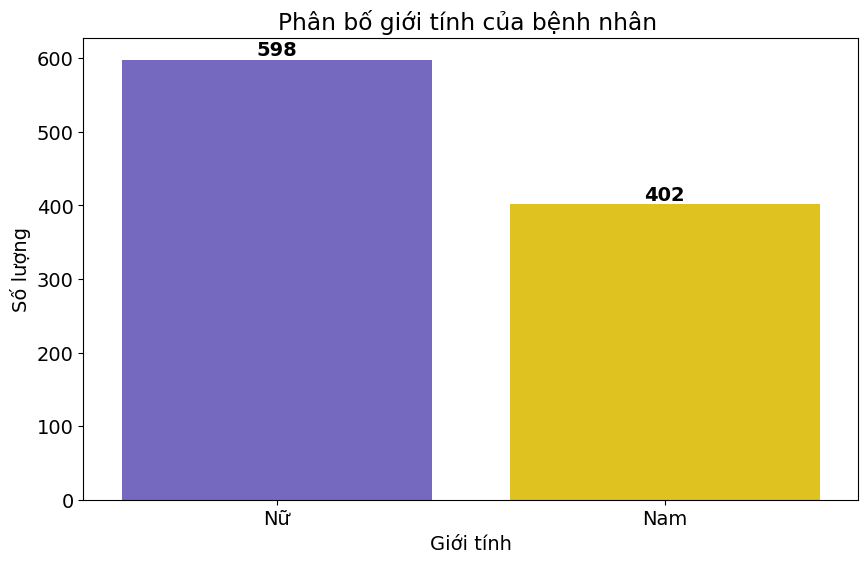 Phân bố giới tính của bệnh nhân
598
402
600
500
400
300
200
100
0
Số lượng
Nữ
Nam
Giới tính